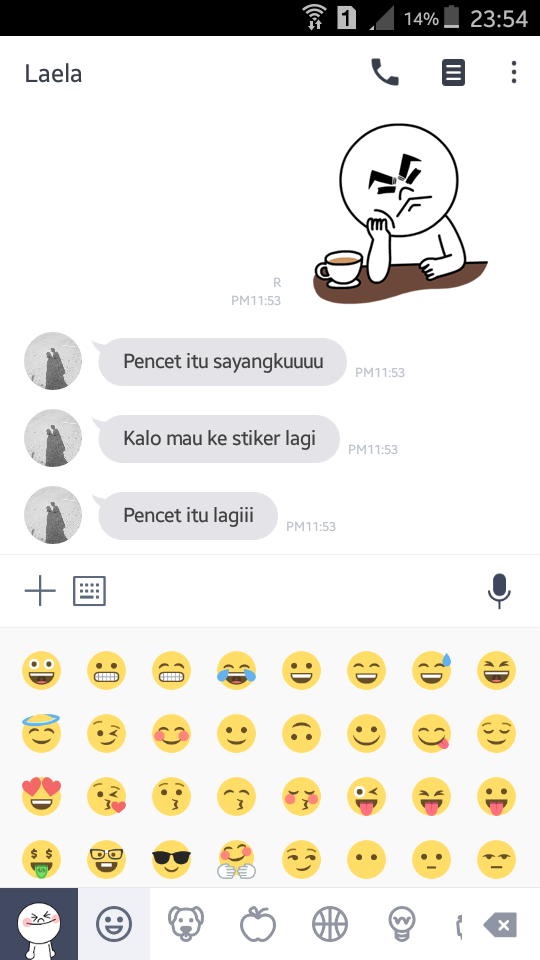 1
14%
23:54
Laela
R
PM11:53
Pencet itu sayangkuuuu
PM11:53
Kalo mau ke stiker lagi
PM11:53
Pencet itu lagiii
PM11:53